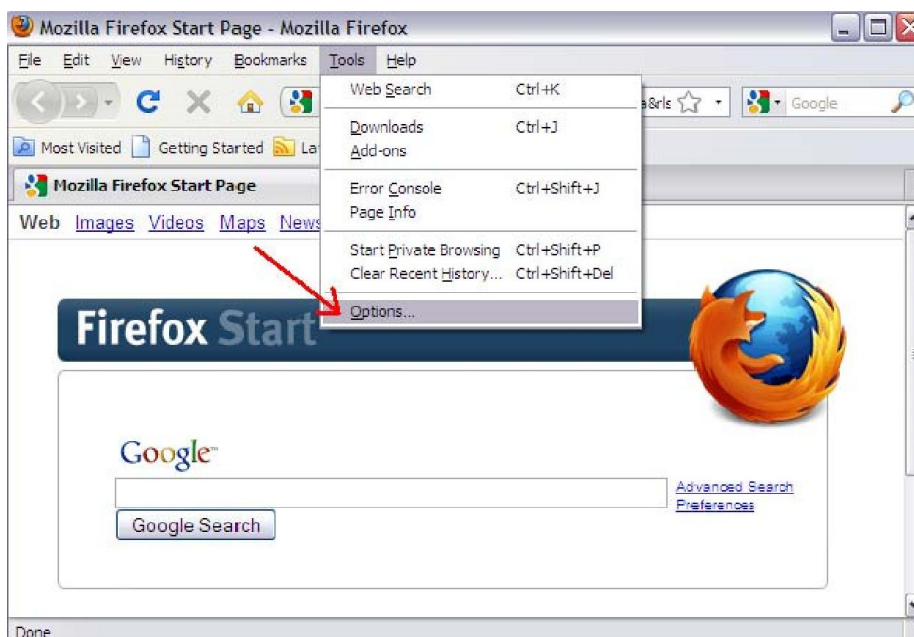 Mozilla Firefox Start Page - Mozilla Firefox
File Edit View History Bookmarks Tools Help
Web Search Ctrl+K
a&rls Google
Downloads Ctrl+J
Most Visited Getting Started La
Add-ons
Mozilla Firefox Start Page
Error Console Ctrl+Shift+J
Page Info
Web Images Videos Maps News
Start Private Browsing Ctrl+Shift+P
Clear Recent History... Ctrl+Shift+Del
Options...
Firefox Start
Google™
Advanced Search
Preferences
Google Search
Done